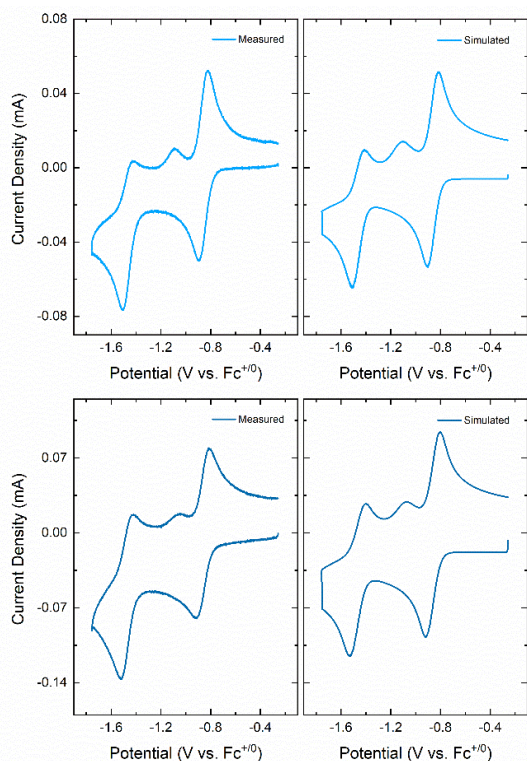 0.08
0.04
0.00
-0.04
-0.08
Current Density (mA)
Measured
-1.6 -1.2 -0.8 -0.4
Potential (V vs. Fc+/0)
Simulated
-1.6 -1.2 -0.8 -0.4
Potential (V vs. Fc+/0)
0.07
0.00
-0.07
-0.14
Current Density (mA)
Measured
-1.6 -1.2 -0.8 -0.4
Potential (V vs. Fc+/0)
Simulated
-1.6 -1.2 -0.8 -0.4
Potential (V vs. Fc+/0)